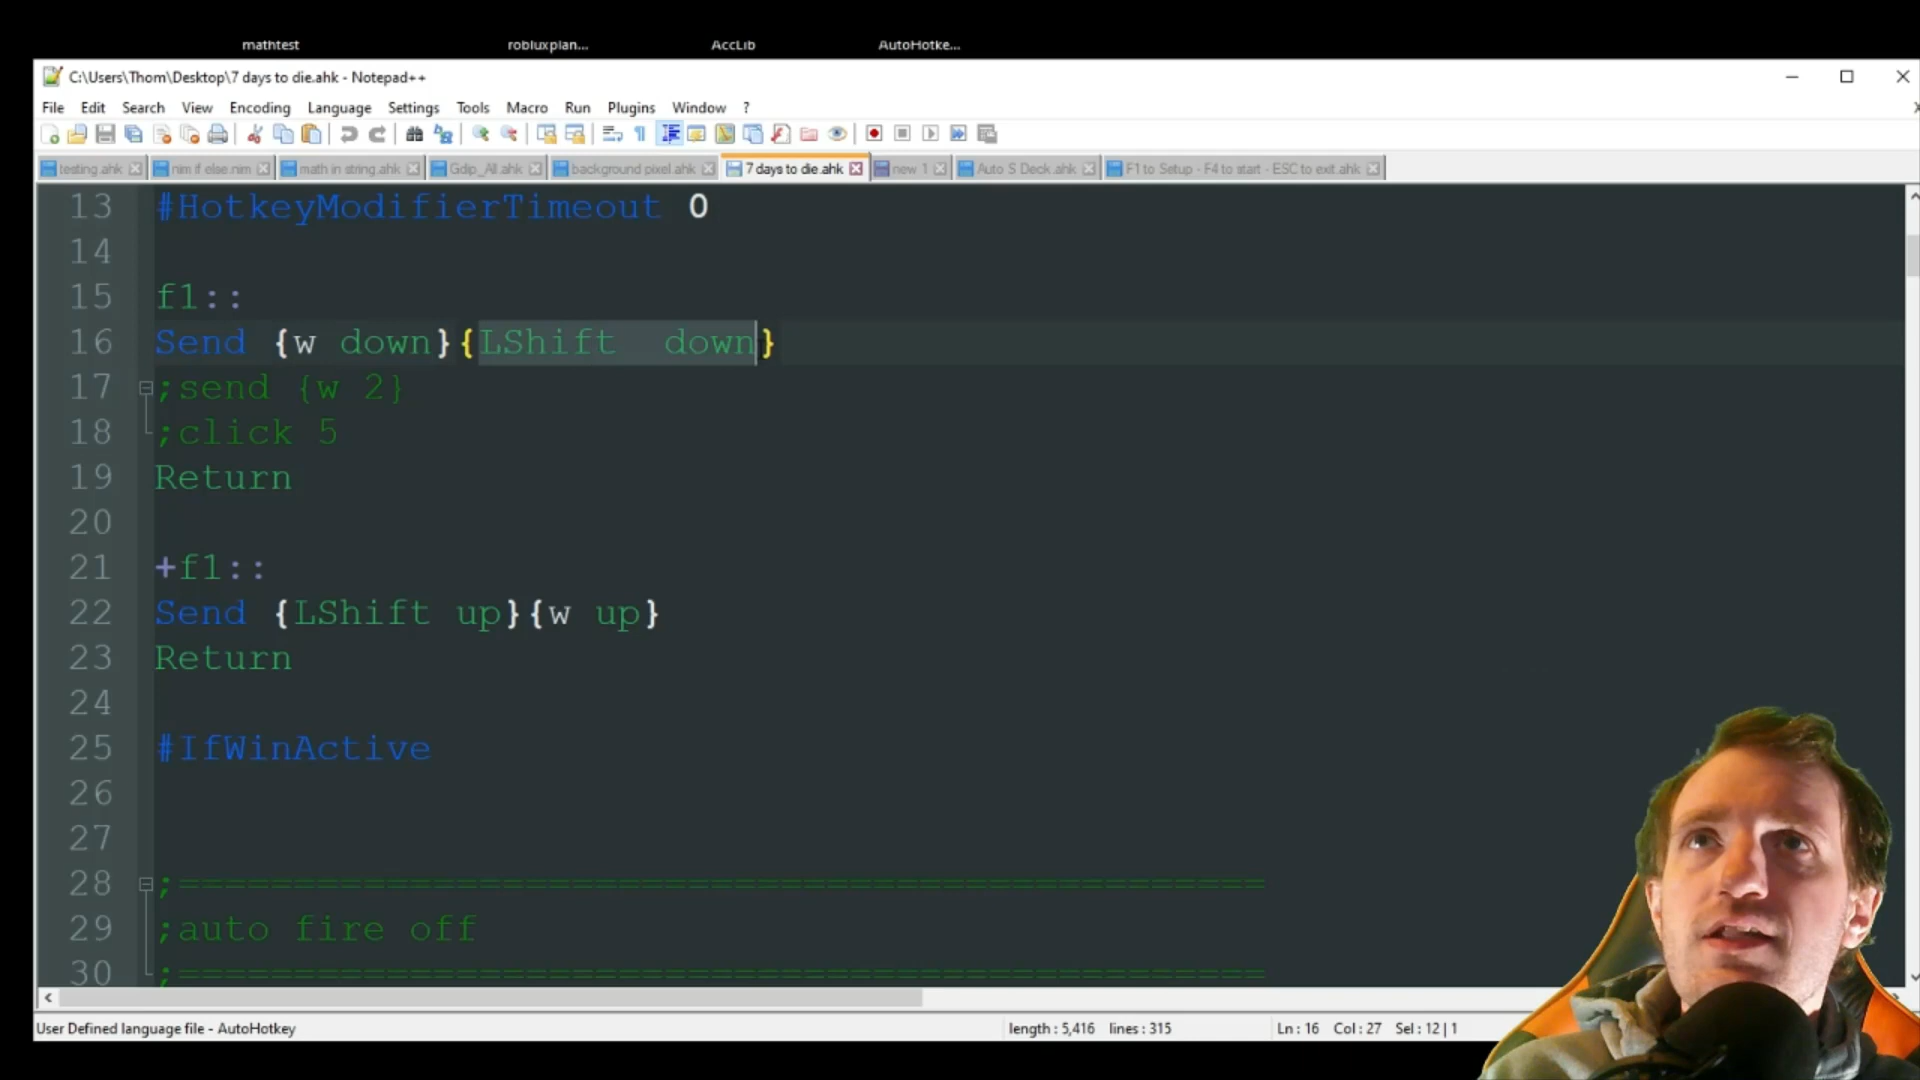 mathtest robluxplan... AccLib AutoHotke...
C:\Users\Thom\Desktop\7 days to die.ahk - Notepad++
File Edit Search View Encoding Language Settings Tools Macro Run Plugins Window ?
testing.ahk nim if else.nim math in string.ahk Gdip_All.ahk background pixel.ahk 7 days to die.ahk new 1 Auto S Deck.ahk F1 to Setup - F4 to start - ESC to exit.ahk
13 #HotkeyModifierTimeout 0
14
15 f1::
16 Send {w down}{LShift  down}
17 ;send {w 2}
18 ;click 5
19 Return
20
21 +f1::
22 Send {LShift up}{w up}
23 Return
24
25 #IfWinActive
26
27
28 ;===============================================
29 ;auto fire off
30 ;===============================================
User Defined language file - AutoHotkey length : 5,416 lines : 315 Ln : 16 Col : 27 Sel : 12 | 1